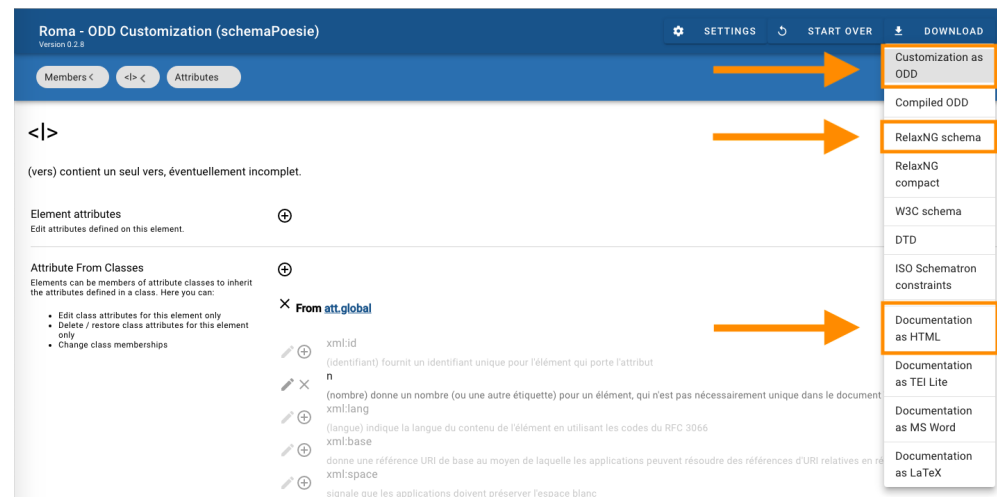 Roma - ODD Customization (schemaPoesie)
Version 0.2.8
SETTINGS
START OVER
DOWNLOAD
Members <
<l> <
Attributes
Customization as
ODD
Compiled ODD
RelaxNG schema
RelaxNG
compact
W3C schema
DTD
ISO Schematron
constraints
Documentation
as HTML
Documentation
as TEI Lite
Documentation
as MS Word
Documentation
as LaTeX
<l>
(vers) contient un seul vers, éventuellement incomplet.
Element attributes
Edit attributes defined on this element.
Attribute From Classes
Elements can be members of attribute classes to inherit
the attributes defined in a class. Here you can:
• Edit class attributes for this element only
• Delete / restore class attributes for this element
only
• Change class memberships
From att.global
xml:id
(identifiant) fournit un identifiant unique pour l'élément qui porte l'attribut
n
(nombre) donne un nombre (ou une autre étiquette) pour un élément, qui n'est pas nécessairement unique dans le document
xml:lang
(langue) indique la langue du contenu de l'élément en utilisant les codes du RFC 3066
xml:base
donne une référence URI de base au moyen de laquelle les applications peuvent résoudre des références d'URI relatives en ré
xml:space
signale que les applications doivent préserver l'espace blanc